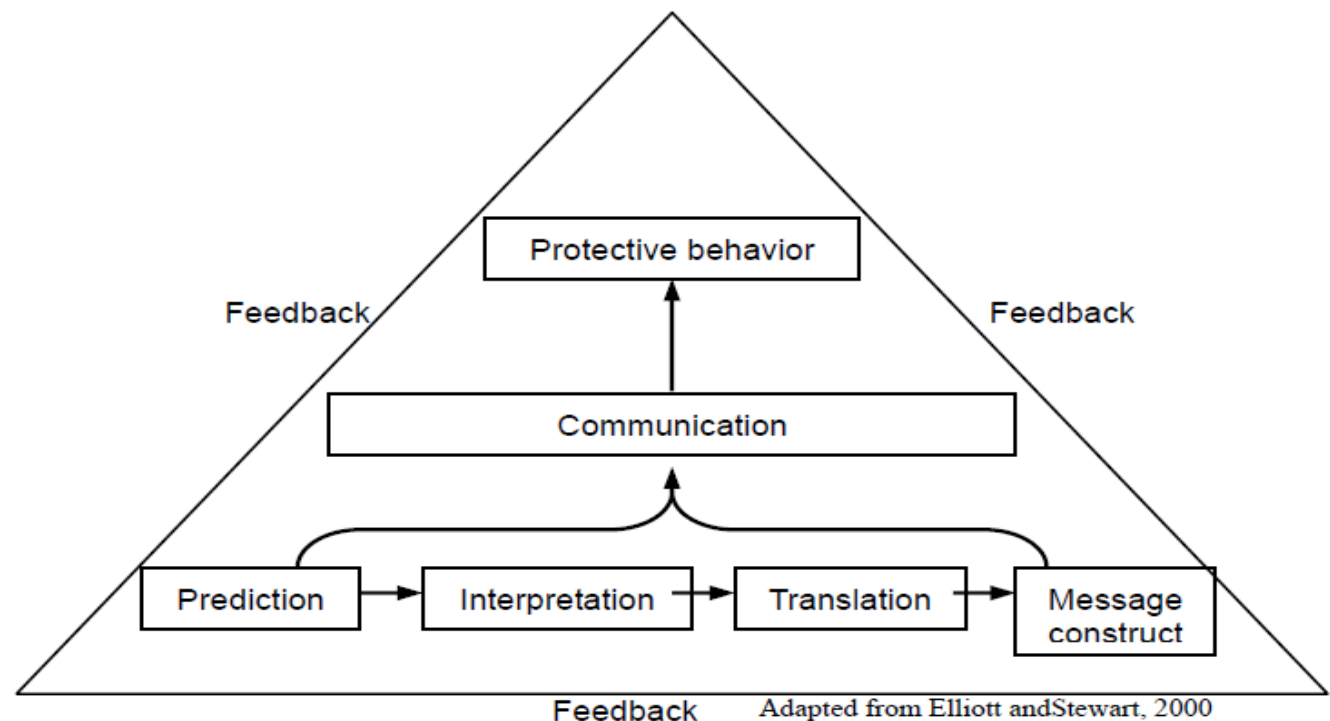 Protective behavior
Feedback
Feedback
Communication
Prediction
Interpretation
Translation
Message
construct
Feedback
Adapted from Elliott andStewart, 2000